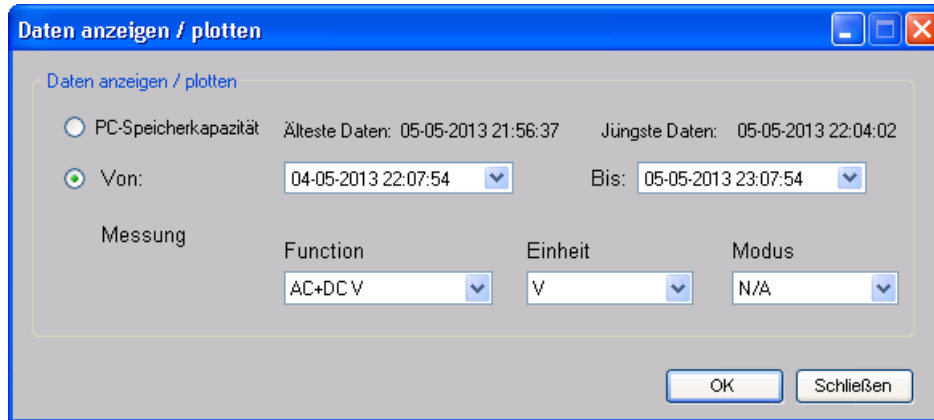 Daten anzeigen / plotten
Daten anzeigen / plotten
PC-Speicherkapazität Älteste Daten: 05-05-2013 21:56:37 Jüngste Daten: 05-05-2013 22:04:02
Von: 04-05-2013 22:07:54 Bis: 05-05-2013 23:07:54
Messung
Function Einheit Modus
AC+DC V V N/A
OK Schließen